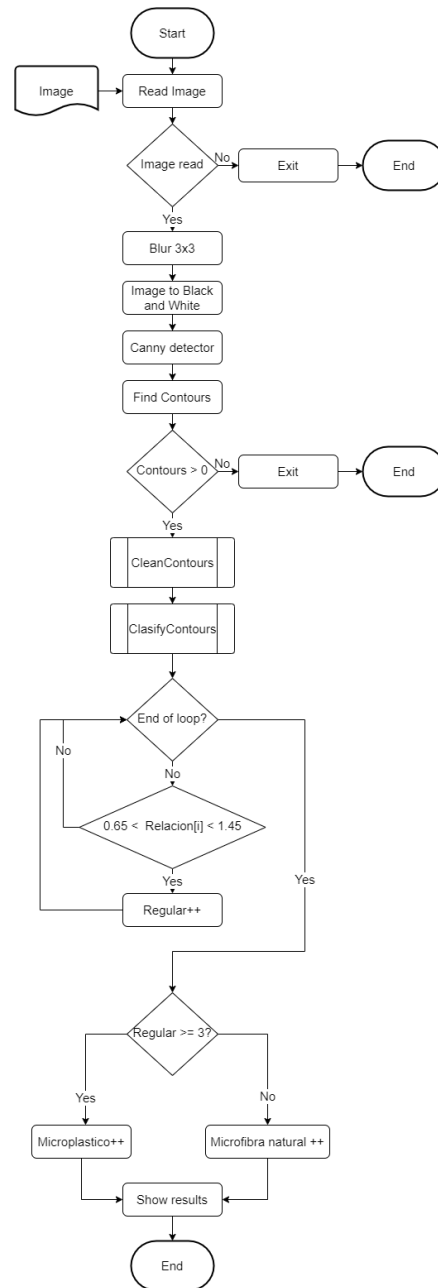 Start
Image
Read Image
Image read
No
Exit
End
Yes
Blur 3x3
Image to Black
and White
Canny detector
Find Contours
Contours > 0
No
Exit
End
Yes
CleanContours
ClasifyContours
End of loop?
No
No
0.65 < Relacion[i] < 1.45
Yes
Yes
Regular++
Regular >= 3?
Yes
No
Microplastico++
Microfibra natural ++
Show results
End